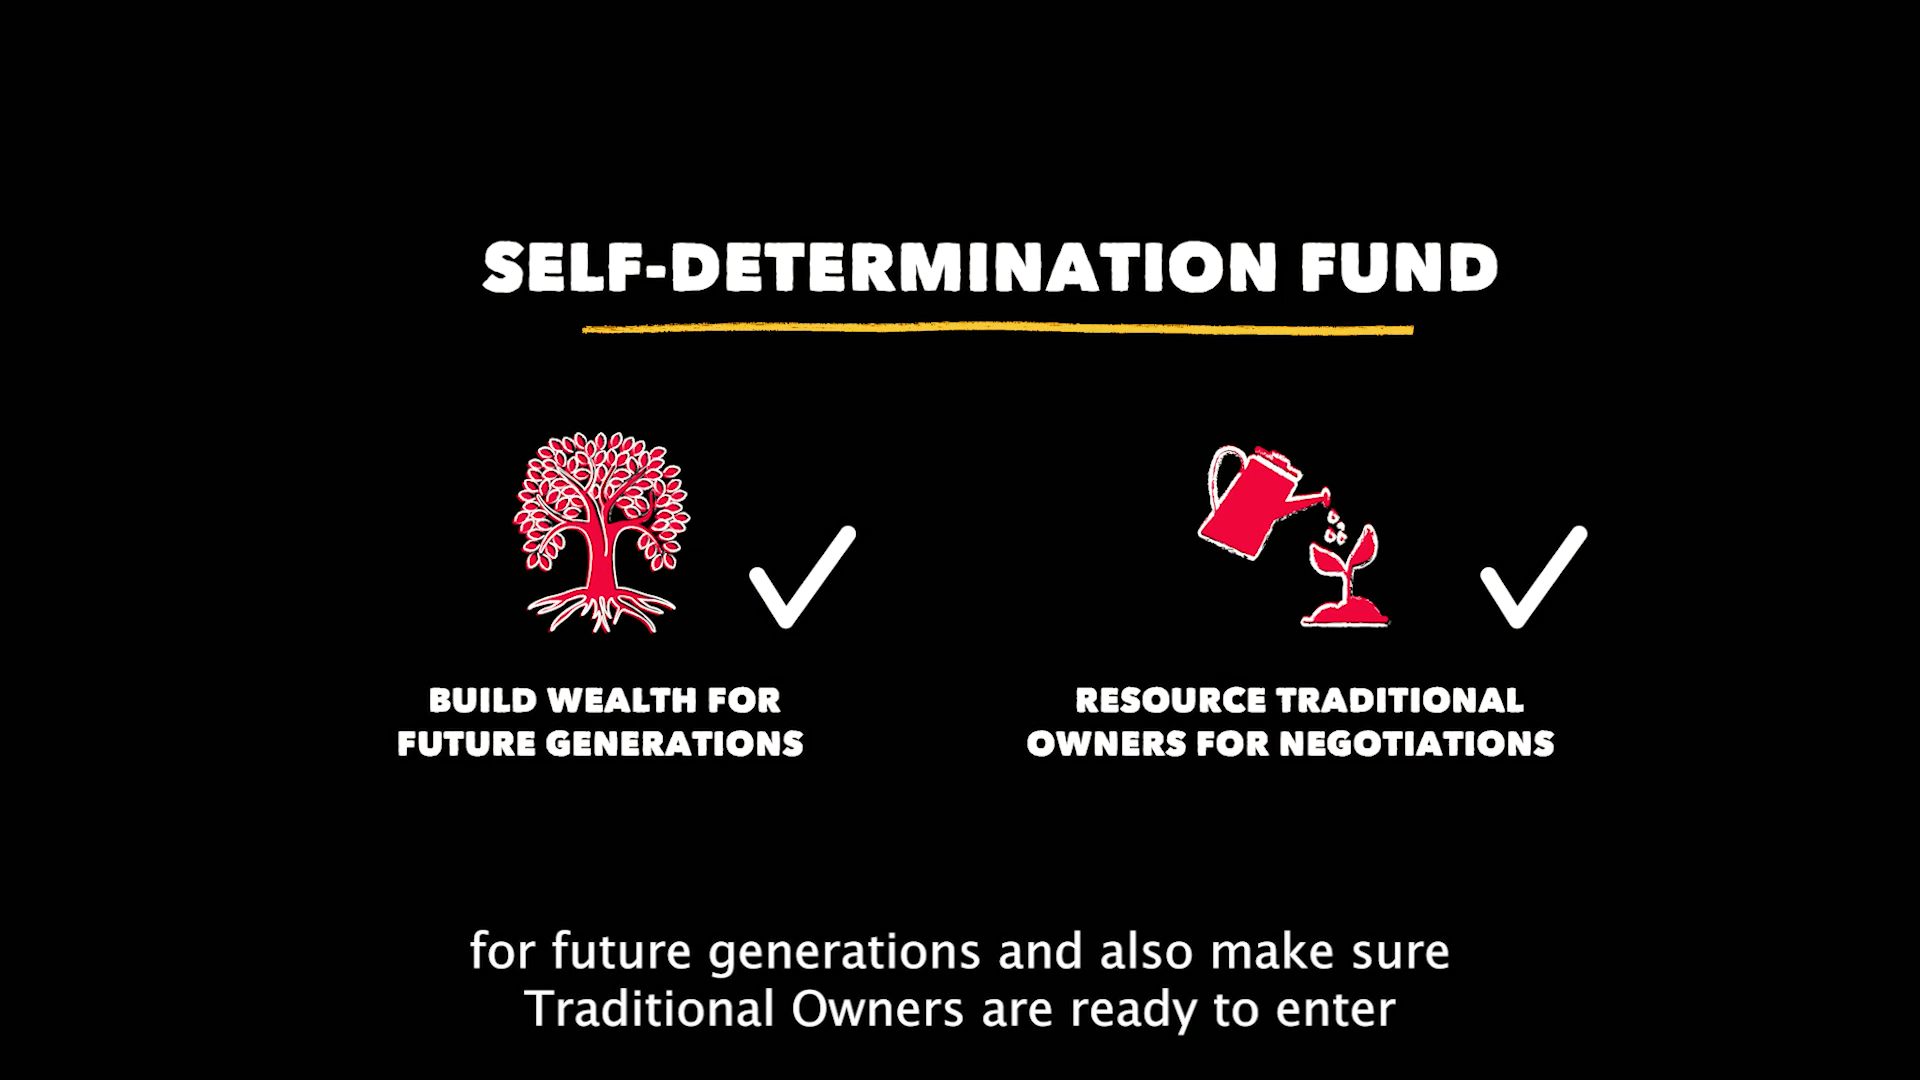 SELF-DETERMINATION FUND
BUILD WEALTH FOR
FUTURE GENERATIONS
RESOURCE TRADITIONAL
OWNERS FOR NEGOTIATIONS
for future generations and also make sure
Traditional Owners are ready to enter